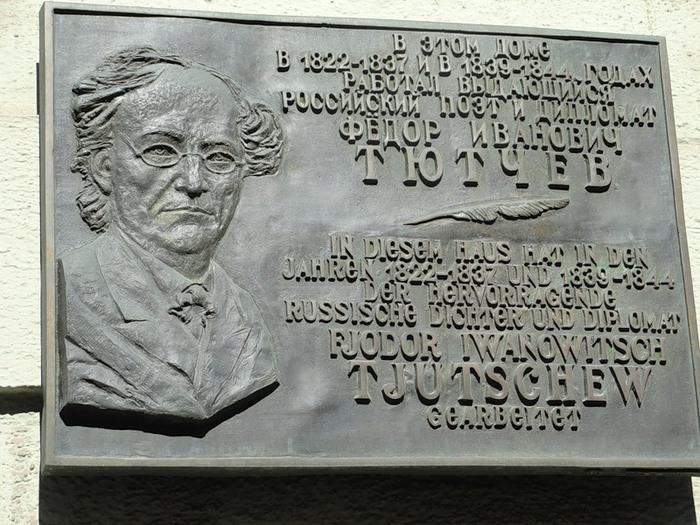 В ЭТОМ ДОМЕ
В 1822-1837 И В 1839-1844 ГОДАХ
РАБОТАЛ ВЫДАЮЩИЙСЯ
РОССИЙСКИЙ ПОЭТ И ДИПЛОМАТ
ФЁДОР ИВАНОВИЧ
ТЮТЧЕВ
IN DIESEM HAUS HAT IN DEN
JAHREN 1822-1837 UND 1839-1844
DER HERVORRAGENDE
RUSSISCHE DICHTER UND DIPLOMAT
FJODOR IWANOWITSCH
TJUTSCHEW
GEARBEITET